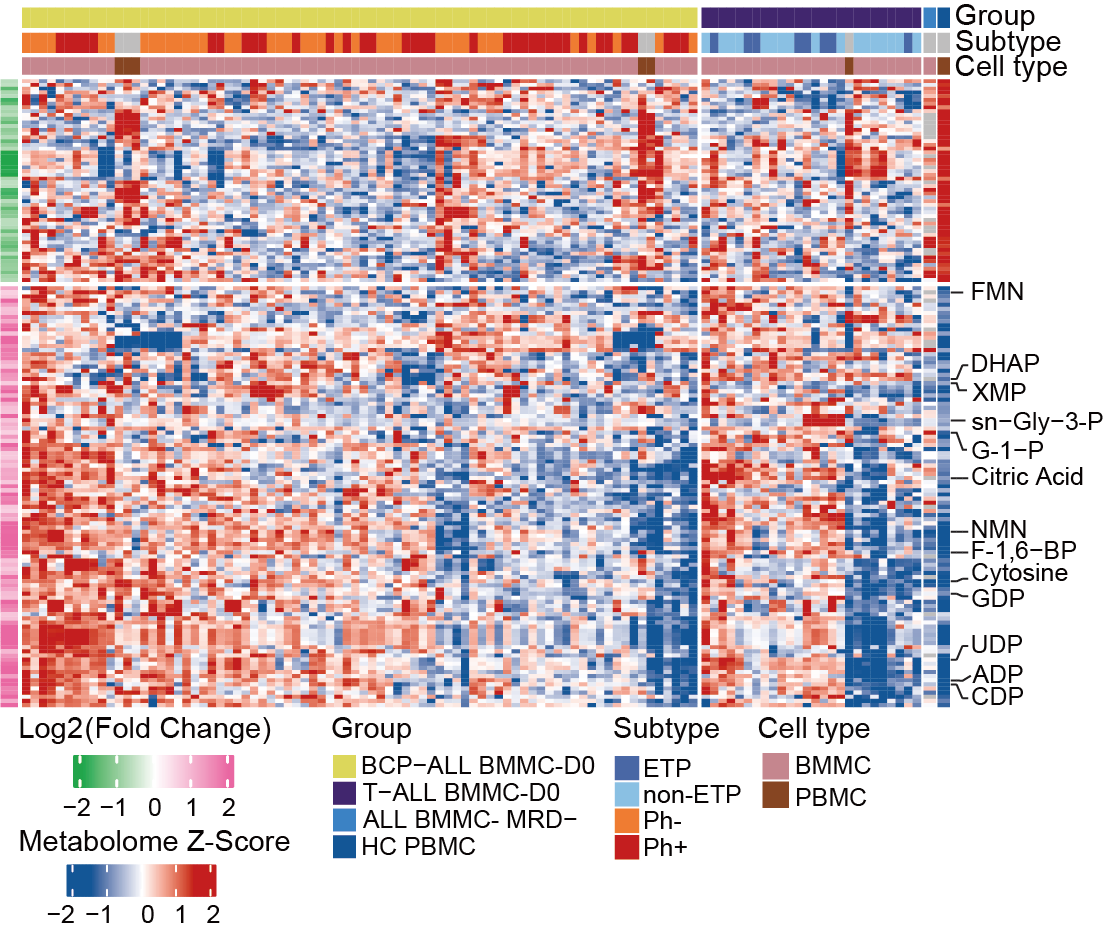 Group
Subtype
Cell type
FMN
DHAP
XMP
sn−Gly−3-P
G-1−P
Citric Acid
NMN
F-1,6−BP
Cytosine
GDP
UDP
ADP
CDP
Log2(Fold Change)
−2 −1 0 1 2
Metabolome Z-Score
−2 −1 0 1 2
Group
BCP−ALL BMMC-D0
T−ALL BMMC-D0
ALL BMMC- MRD−
HC PBMC
Subtype
ETP
non-ETP
Ph-
Ph+
Cell type
BMMC
PBMC